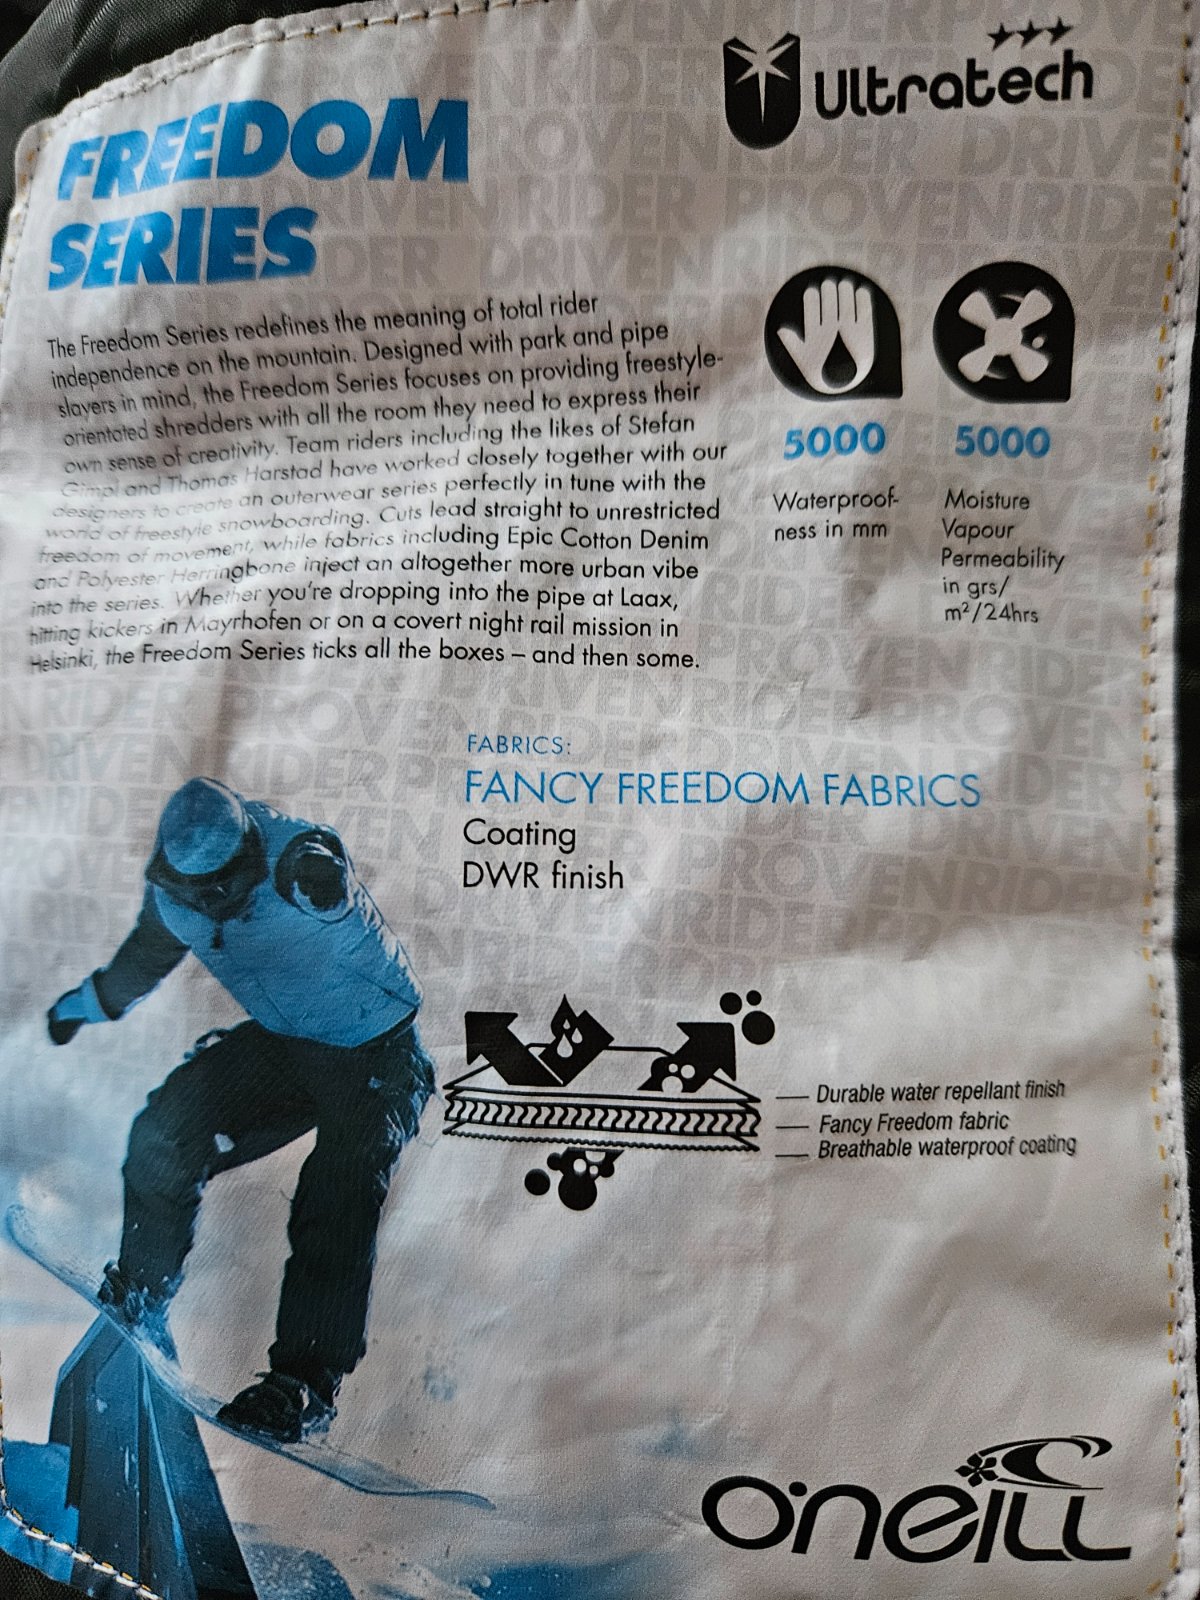 Ultratech
FREEDOM
SERIES
The Freedom Series redefines the meaning of total rider
independence on the mountain. Designed with park and pipe
slayers in mind, the Freedom Series focuses on providing freestyle-
orientated shredders with all the room they need to express their
own sense of creativity. Team riders including the likes of Stefan
Gimpl and Thomas Harstad have worked closely together with our
designers to create an outerwear series perfectly in tune with the
world of freestyle snowboarding. Cuts lead straight to unrestricted
freedom of movement, while fabrics including Epic Cotton Denim
and Polyester Herringbone inject an altogether more urban vibe
into the series. Whether you're dropping into the pipe at Laax,
hitting kickers in Mayrhofen or on a covert night rail mission in
Helsinki, the Freedom Series ticks all the boxes – and then some.
5000
Waterproof-
ness in mm
5000
Moisture
Vapour
Permeability
in grs/
m²/24hrs
FABRICS:
FANCY FREEDOM FABRICS
Coating
DWR finish
Durable water repellant finish
Fancy Freedom fabric
Breathable waterproof coating
O'NEILL